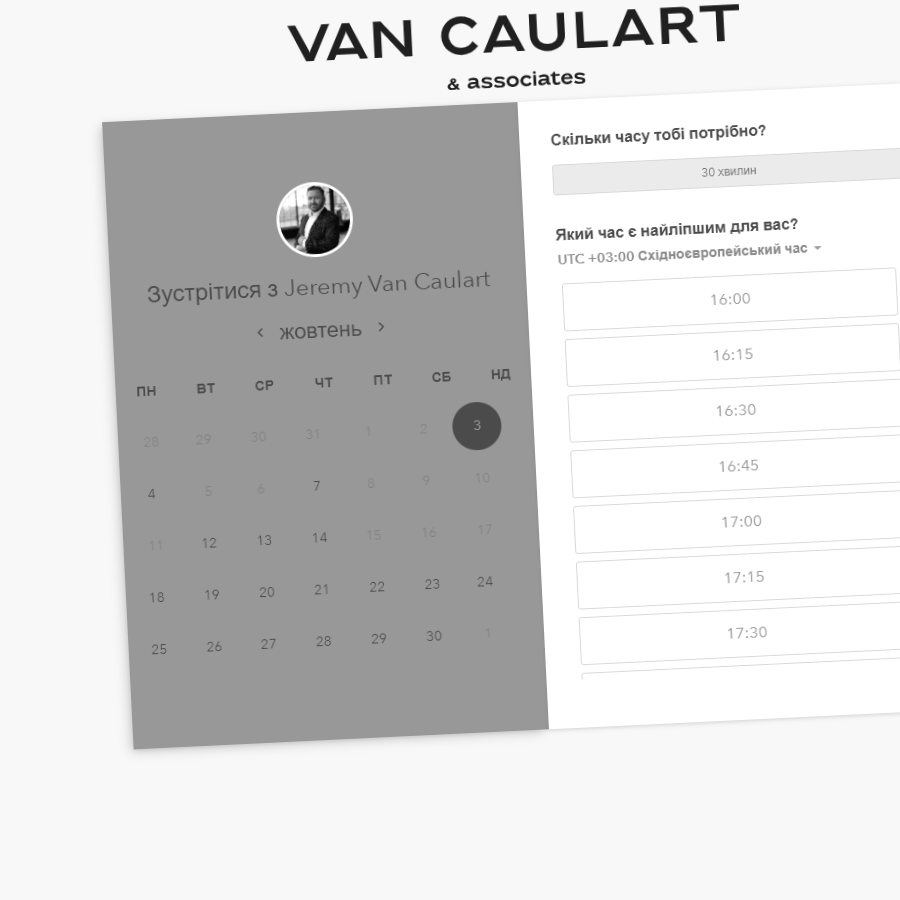 VAN CAULART
& associates
Зустрітися з Jeremy Van Caulart
жовтень
ПН ВТ СР ЧТ ПТ СБ НД
28 29 30 31 1 2 3
4 5 6 7 8 9 10
11 12 13 14 15 16 17
18 19 20 21 22 23 24
25 26 27 28 29 30 1
Скільки часу тобі потрібно?
30 хвилин
Який час є найліпшим для вас?
UTC +03:00 Східноєвропейський час
16:00
16:15
16:30
16:45
17:00
17:15
17:30